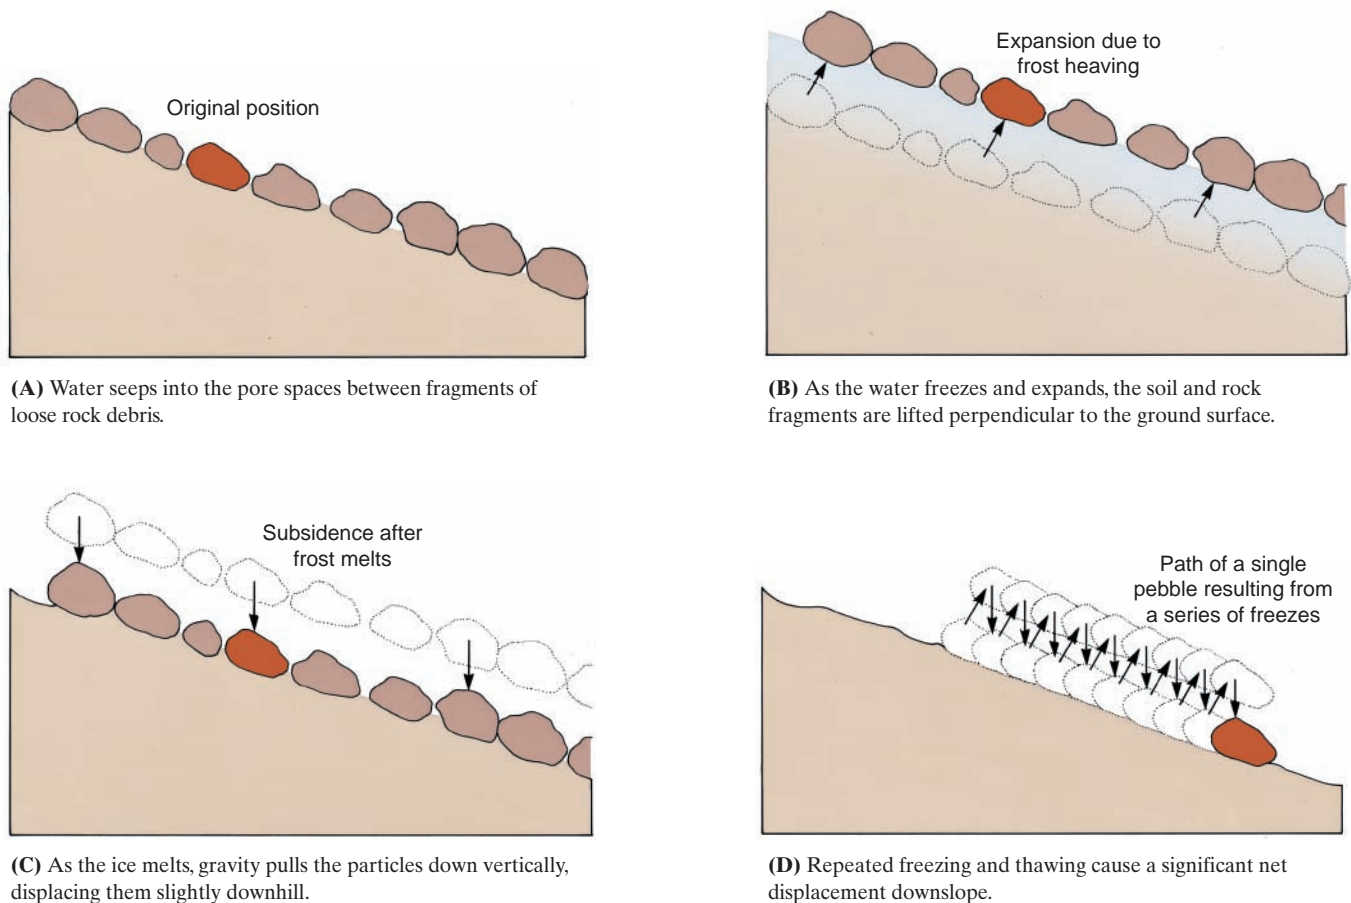 Original position
Expansion due to
frost heaving
(A) Water seeps into the pore spaces between fragments of
loose rock debris.
(B) As the water freezes and expands, the soil and rock
fragments are lifted perpendicular to the ground surface.
Subsidence after
frost melts
Path of a single
pebble resulting from
a series of freezes
(C) As the ice melts, gravity pulls the particles down vertically,
displacing them slightly downhill.
(D) Repeated freezing and thawing cause a significant net
displacement downslope.